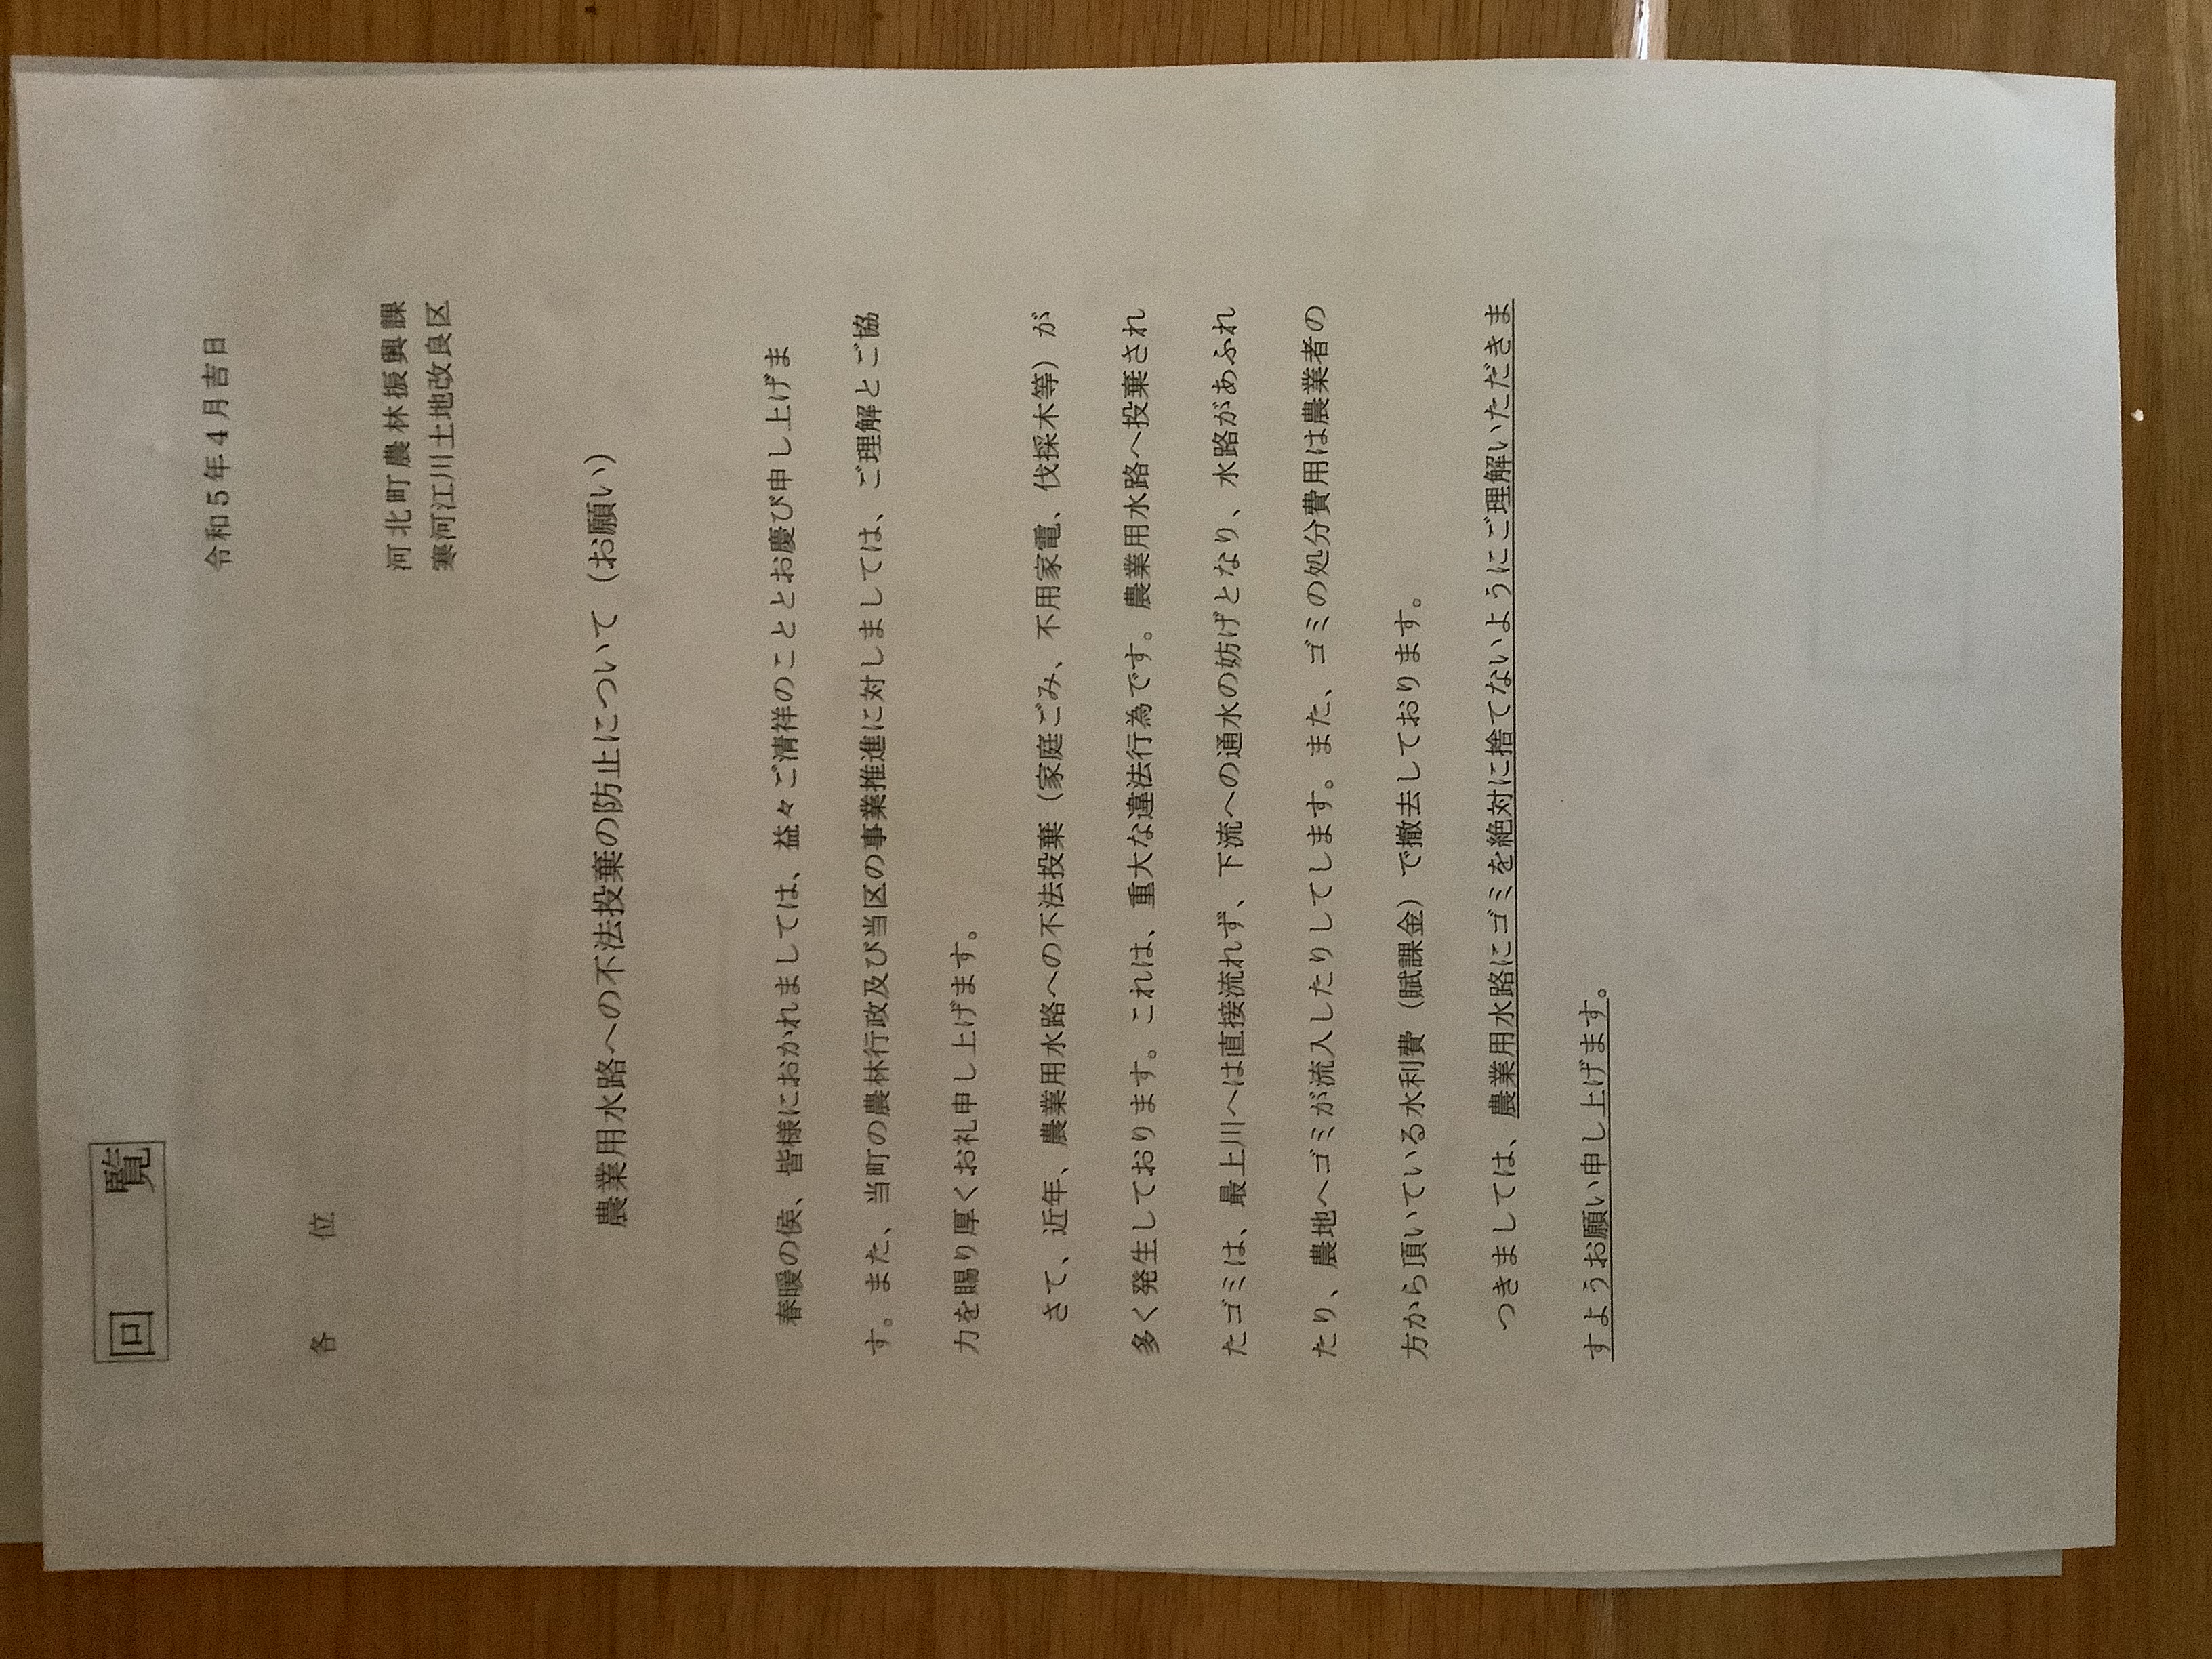 回　　覧
令和５年４月吉日
各　　位
河北町農林振興課
寒河江川土地改良区
農業用水路への不法投棄の防止について（お願い）
春暖の侯、皆様におかれましては、益々ご清祥のこととお慶び申し上げま
す。また、当町の農林行政及び当区の事業推進に対しましては、ご理解とご協
力を賜り厚くお礼申し上げます。
さて、近年、農業用水路への不法投棄（家庭ごみ、不用家電、伐採木等）が
多く発生しております。これは、重大な違法行為です。農業用水路へ投棄され
たゴミは、最上川へは直接流れず、下流への通水の妨げとなり、水路があふれ
たり、農地へゴミが流入したりしてします。また、ゴミの処分費用は農業者の
方から頂いている水利費（賦課金）で撤去しております。
つきましては、農業用水路にゴミを絶対に捨てないようにご理解いただきま
すようお願い申し上げます。